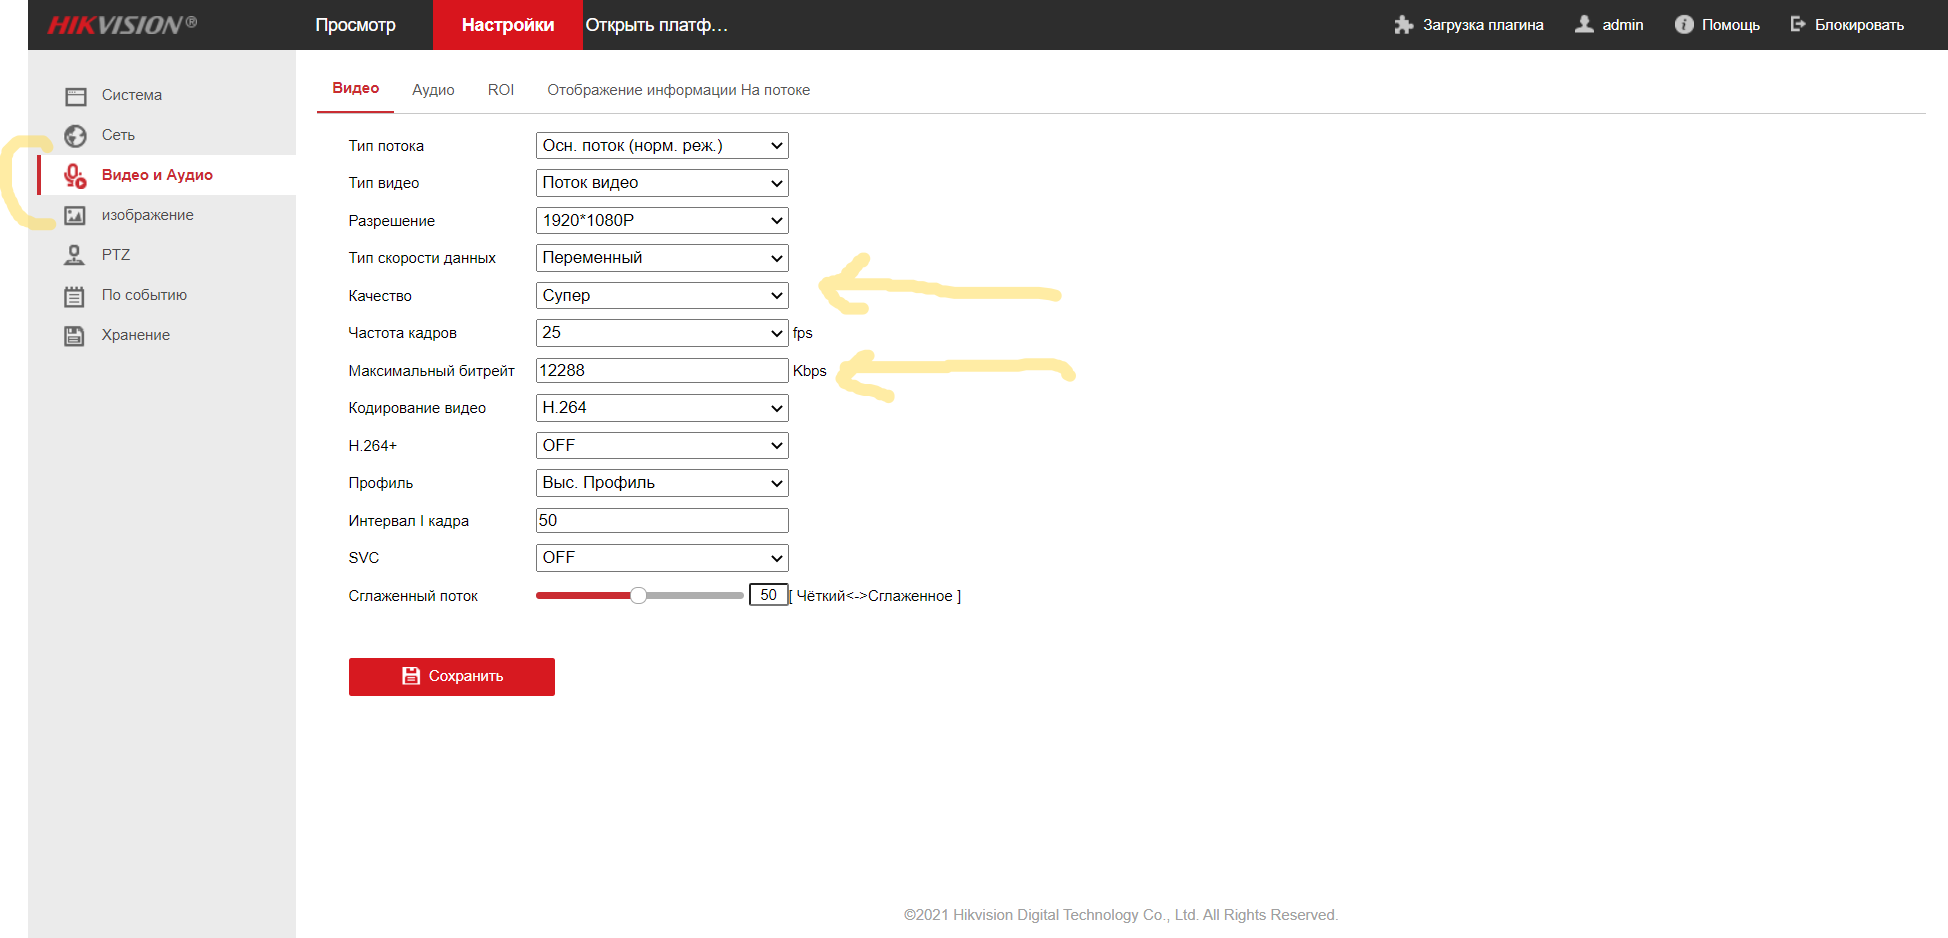 HIKVISION® Просмотр Настройки Открыть платф... Загрузка плагина admin Помощь Блокировать
Система
Сеть
Видео и Аудио
изображение
PTZ
По событию
Хранение
Видео Аудио ROI Отображение информации На потоке
Тип потока Осн. поток (норм. реж.)
Тип видео Поток видео
Разрешение 1920*1080P
Тип скорости данных Переменный
Качество Супер
Частота кадров 25 fps
Максимальный битрейт 12288 Kbps
Кодирование видео H.264
H.264+ OFF
Профиль Выс. Профиль
Интервал I кадра 50
SVC OFF
Сглаженный поток 50 [ Чёткий<->Сглаженное ]
Сохранить
©2021 Hikvision Digital Technology Co., Ltd. All Rights Reserved.